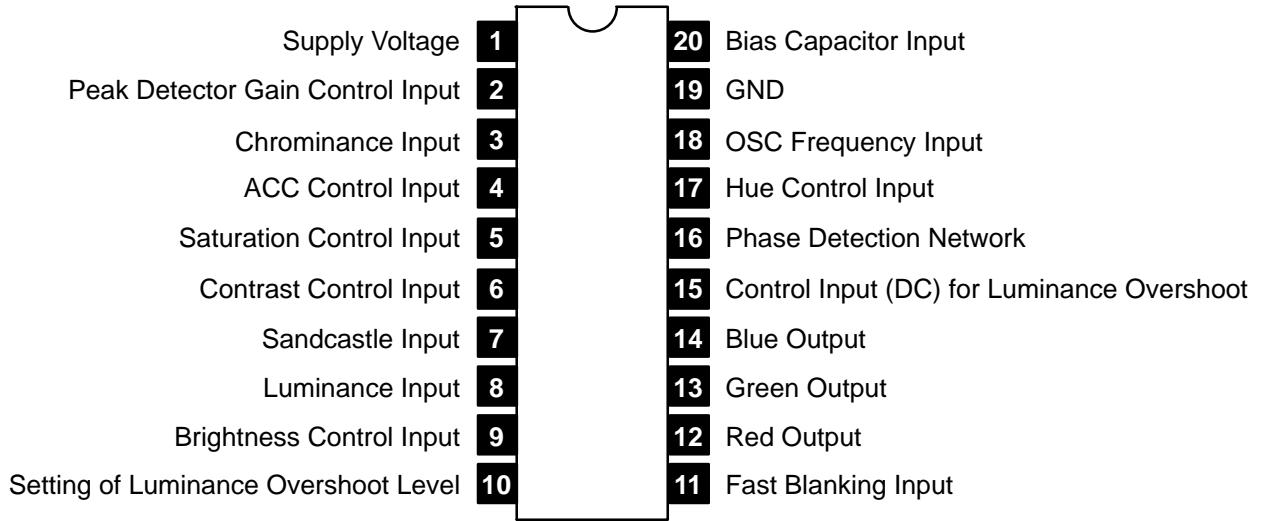 Supply Voltage 1 20 Bias Capacitor Input
Peak Detector Gain Control Input 2 19 GND
Chrominance Input 3 18 OSC Frequency Input
ACC Control Input 4 17 Hue Control Input
Saturation Control Input 5 16 Phase Detection Network
Contrast Control Input 6 15 Control Input (DC) for Luminance Overshoot
Sandcastle Input 7 14 Blue Output
Luminance Input 8 13 Green Output
Brightness Control Input 9 12 Red Output
Setting of Luminance Overshoot Level 10 11 Fast Blanking Input